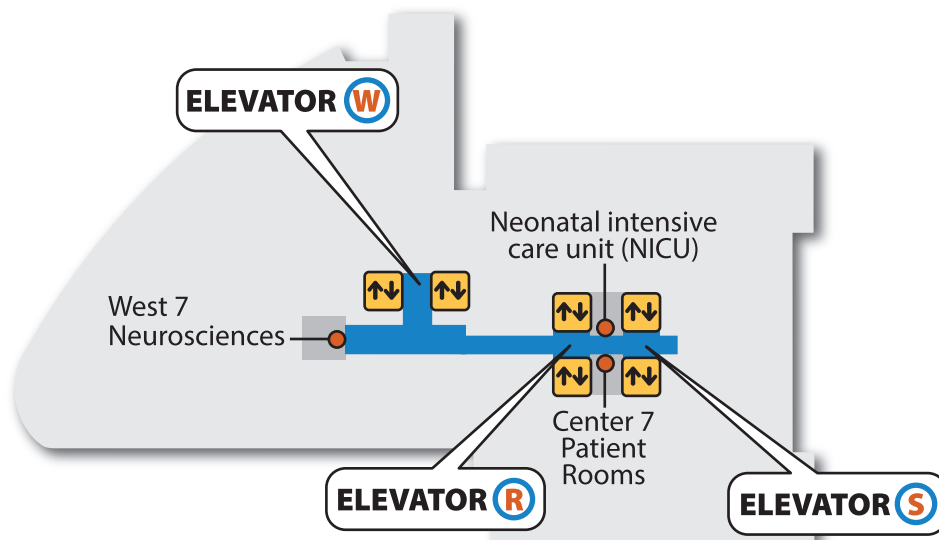 ELEVATOR W
Neonatal intensive
care unit (NICU)
West 7
Neurosciences
Center 7
Patient
Rooms
ELEVATOR R
ELEVATOR S